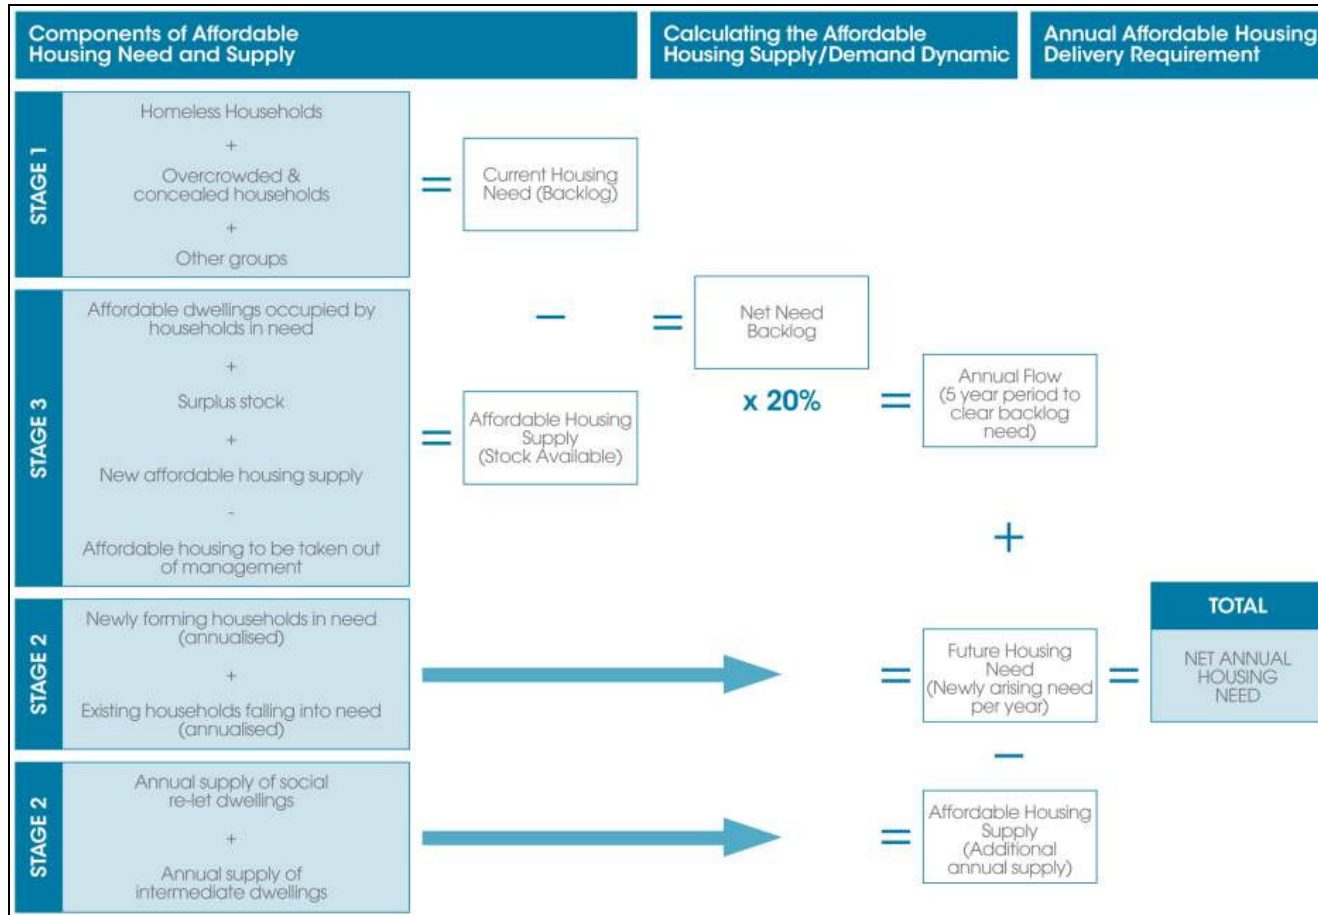 Components of Affordable
Housing Need and Supply
Calculating the Affordable
Housing Supply/Demand Dynamic
Annual Affordable Housing
Delivery Requirement
STAGE 1
Homeless Households
+
Overcrowded &
concealed households
+
Other groups
=
Current Housing
Need (Backlog)
STAGE 3
Affordable dwellings occupied by
households in need
+
Surplus stock
+
New affordable housing supply
-
Affordable housing to be taken out
of management
=
Affordable Housing
Supply
(Stock Available)
–
=
Net Need
Backlog
x 20%
=
Annual Flow
(5 year period to
clear backlog
need)
+
STAGE 2
Newly forming households in need
(annualised)
+
Existing households falling into need
(annualised)
=
Future Housing
Need
(Newly arising need
per year)
=
TOTAL
NET ANNUAL
HOUSING
NEED
–
STAGE 2
Annual supply of social
re-let dwellings
+
Annual supply of
intermediate dwellings
=
Affordable Housing
Supply
(Additional
annual supply)